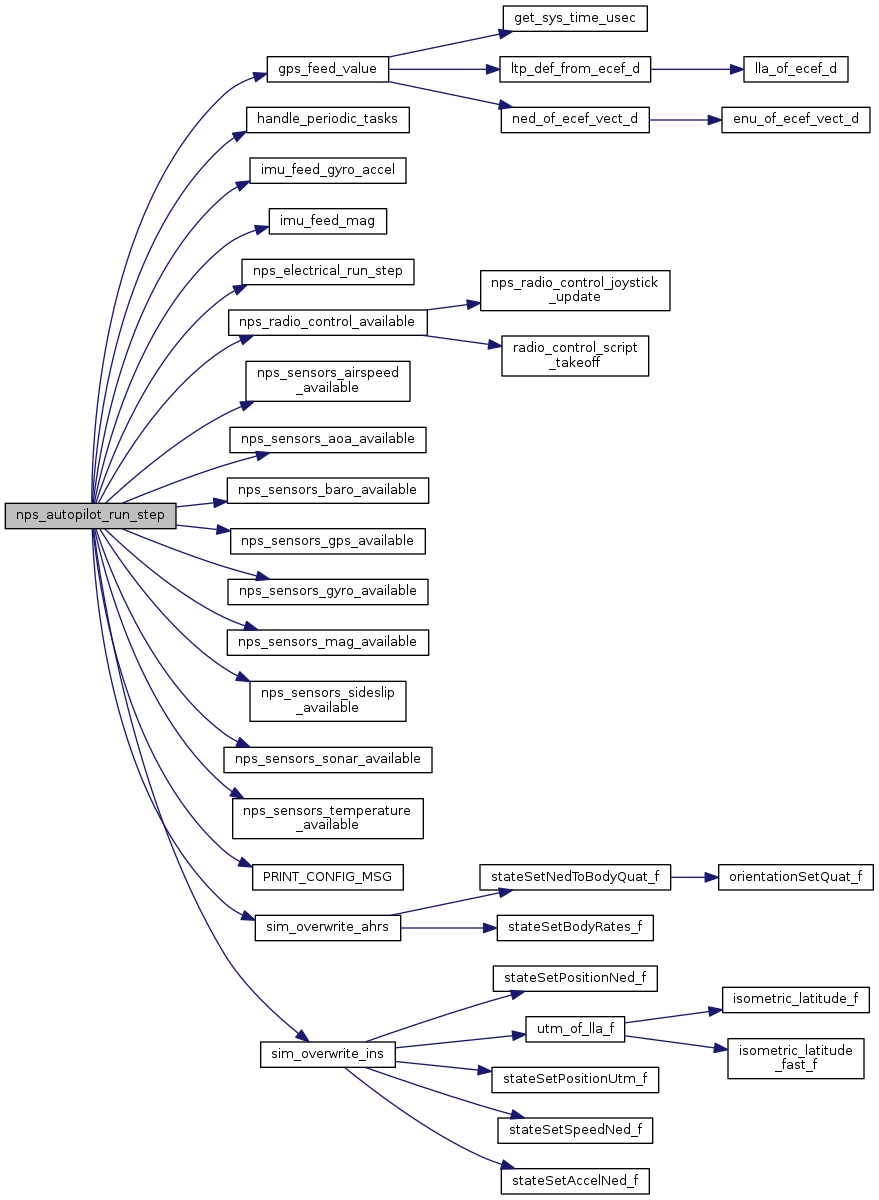 get_sys_time_usec
gps_feed_value
ltp_def_from_ecef_d
lla_of_ecef_d
handle_periodic_tasks
ned_of_ecef_vect_d
enu_of_ecef_vect_d
imu_feed_gyro_accel
imu_feed_mag
nps_electrical_run_step
nps_radio_control_joystick
_update
nps_radio_control_available
radio_control_script
_takeoff
nps_sensors_airspeed
_available
nps_sensors_aoa_available
nps_sensors_baro_available
nps_autopilot_run_step
nps_sensors_gps_available
nps_sensors_gyro_available
nps_sensors_mag_available
nps_sensors_sideslip
_available
nps_sensors_sonar_available
nps_sensors_temperature
_available
PRINT_CONFIG_MSG
stateSetNedToBodyQuat_f
orientationSetQuat_f
sim_overwrite_ahrs
stateSetBodyRates_f
stateSetPositionNed_f
isometric_latitude_f
utm_of_lla_f
sim_overwrite_ins
isometric_latitude
_fast_f
stateSetPositionUtm_f
stateSetSpeedNed_f
stateSetAccelNed_f